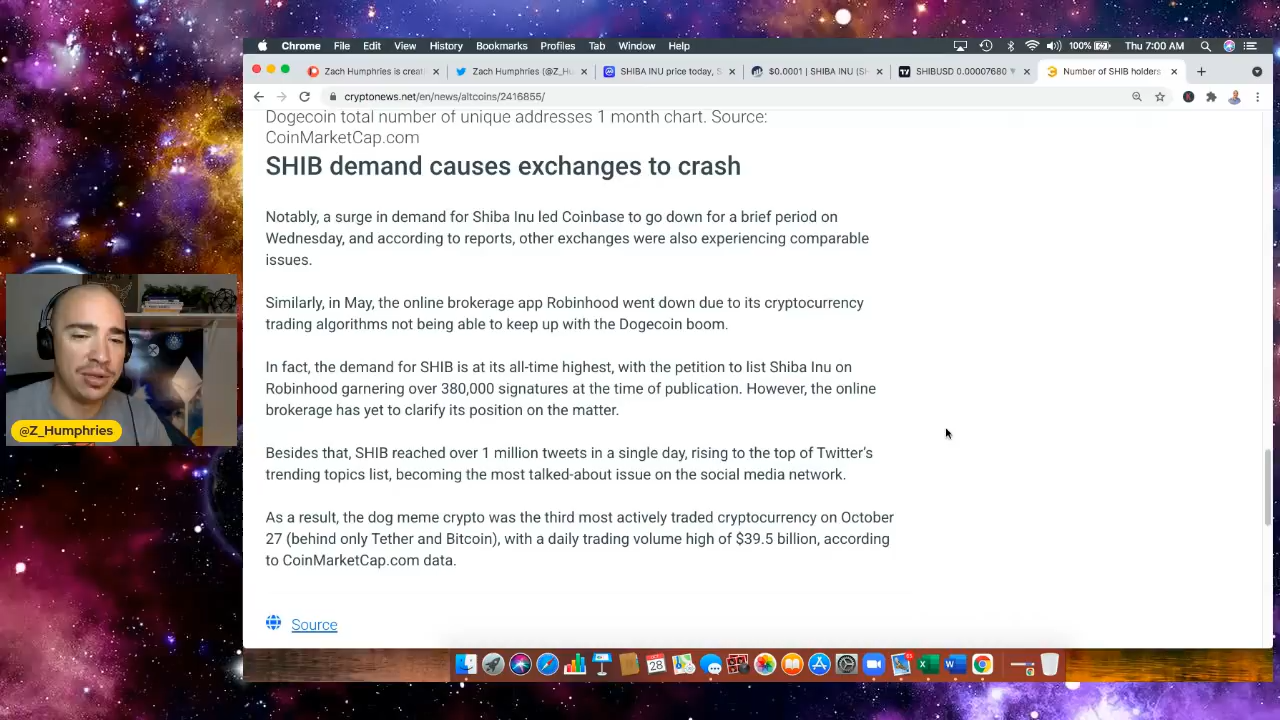 Chrome File Edit View History Bookmarks Profiles Tab Window Help 100% Thu 7:00 AM
Zach Humphries is creati Zach Humphries (@Z_Hu SHIBA INU price today, S $0.0001 | SHIBA INU (SH SHIBUSD 0.00007680 ▼ Number of SHIB holders
cryptonews.net/en/news/altcoins/2416855/
Dogecoin total number of unique addresses 1 month chart. Source:
CoinMarketCap.com
SHIB demand causes exchanges to crash
Notably, a surge in demand for Shiba Inu led Coinbase to go down for a brief period on
Wednesday, and according to reports, other exchanges were also experiencing comparable
issues.
Similarly, in May, the online brokerage app Robinhood went down due to its cryptocurrency
trading algorithms not being able to keep up with the Dogecoin boom.
In fact, the demand for SHIB is at its all-time highest, with the petition to list Shiba Inu on
Robinhood garnering over 380,000 signatures at the time of publication. However, the online
brokerage has yet to clarify its position on the matter.
@Z_Humphries
Besides that, SHIB reached over 1 million tweets in a single day, rising to the top of Twitter's
trending topics list, becoming the most talked-about issue on the social media network.
As a result, the dog meme crypto was the third most actively traded cryptocurrency on October
27 (behind only Tether and Bitcoin), with a daily trading volume high of $39.5 billion, according
to CoinMarketCap.com data.
Source
28